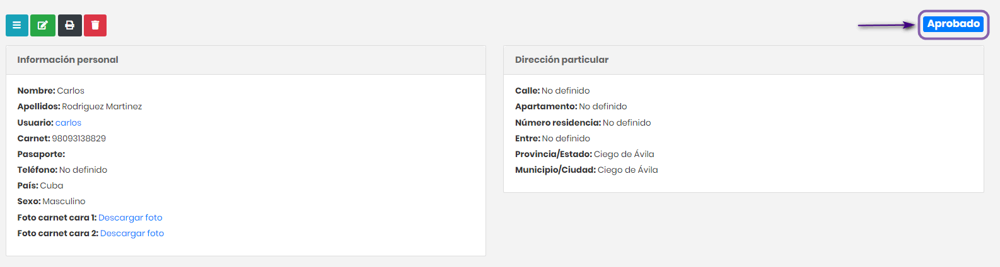 Aprobado
Información personal
Nombre: Carlos
Apellidos: Rodriguez Martinez
Usuario: carlos
Carnet: 98093138829
Pasaporte:
Teléfono: No definido
País: Cuba
Sexo: Masculino
Foto carnet cara 1: Descargar foto
Foto carnet cara 2: Descargar foto
Dirección particular
Calle: No definido
Apartamento: No definido
Número residencia: No definido
Entre: No definido
Provincia/Estado: Ciego de Ávila
Municipio/Ciudad: Ciego de Ávila